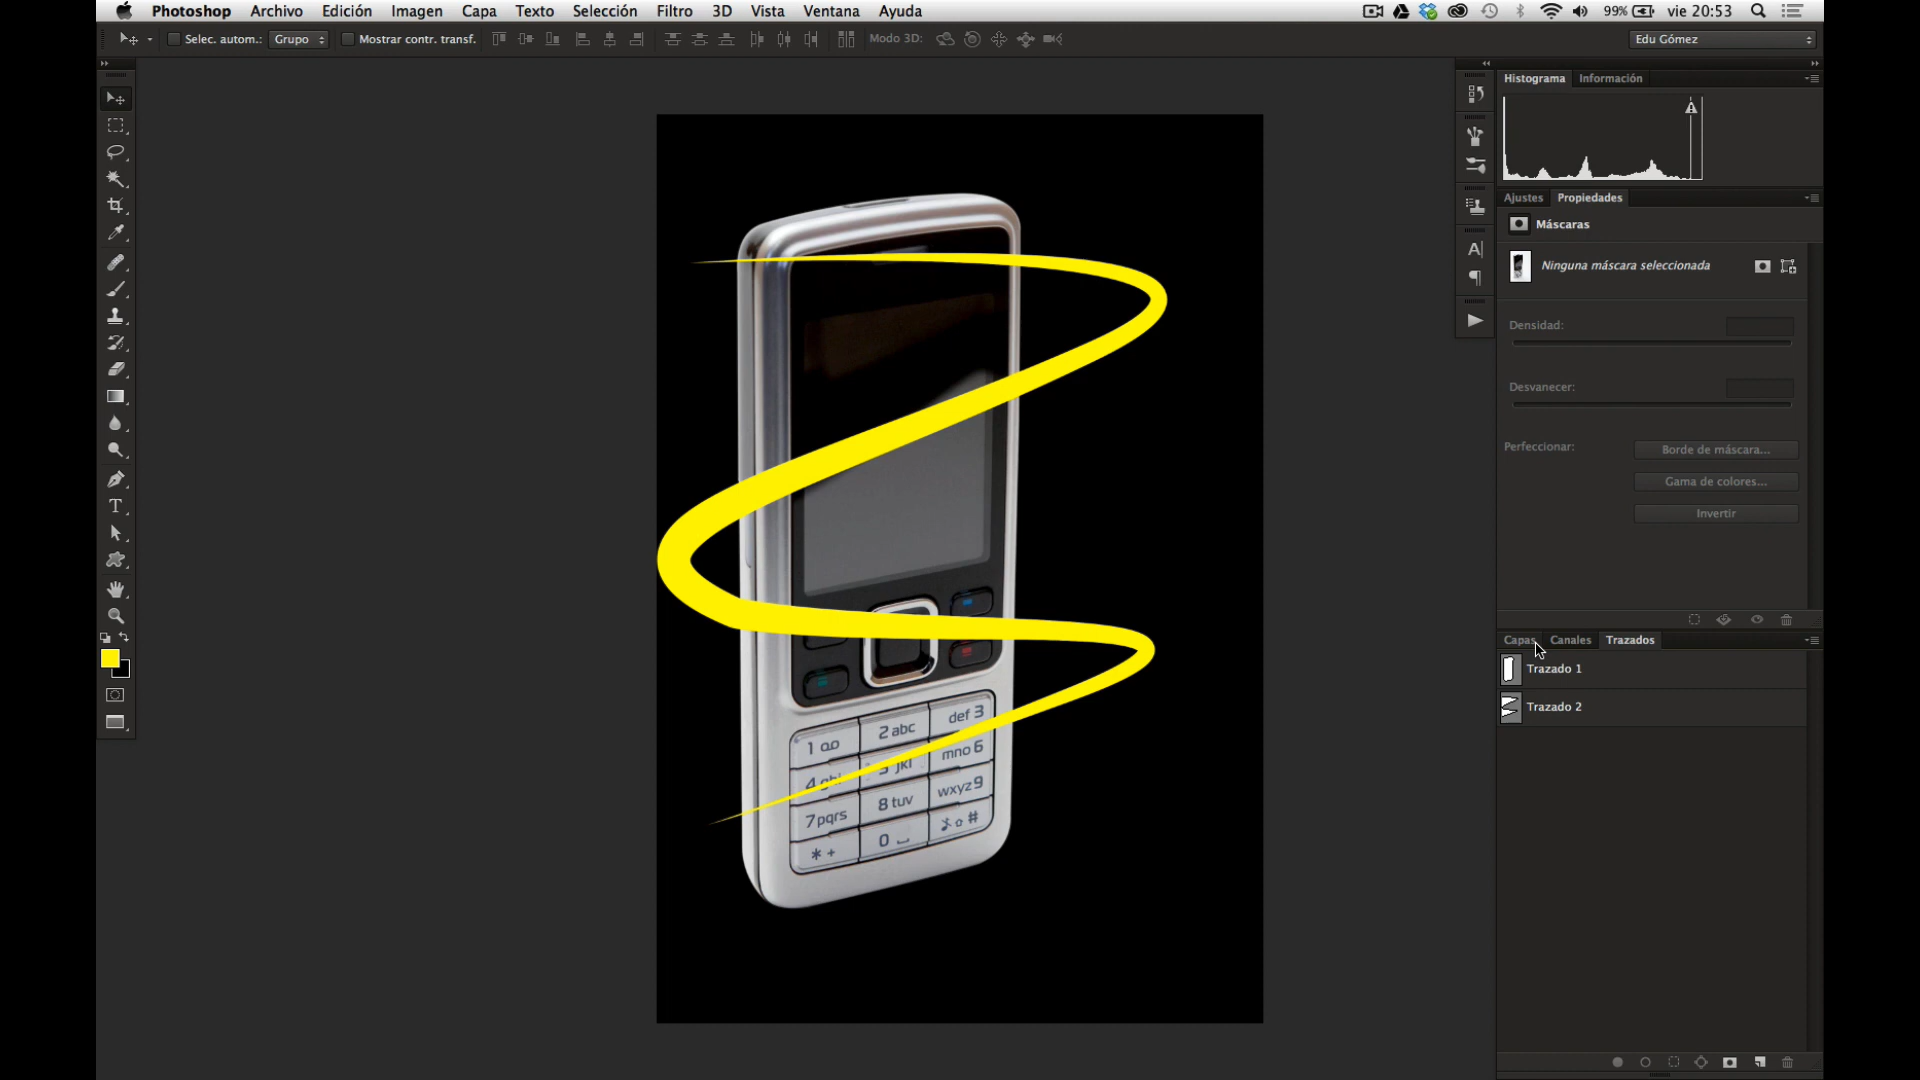 Photoshop Archivo Edición Imagen Capa Texto Selección Filtro 3D Vista Ventana Ayuda 99% vie 20:53
Selec. autom.: Grupo Mostrar contr. transf. Modo 3D: Edu Gómez
Histograma Información
Ajustes Propiedades
Máscaras
Ninguna máscara seleccionada
Densidad:
Desvanecer:
Perfeccionar: Borde de máscara...
Gama de colores...
Invertir
Capas Canales Trazados
Trazado 1
Trazado 2
T
A
1 2 abc def 3
mno 6
7 pqrs 8 tuv wxyz 9
* + 0 #